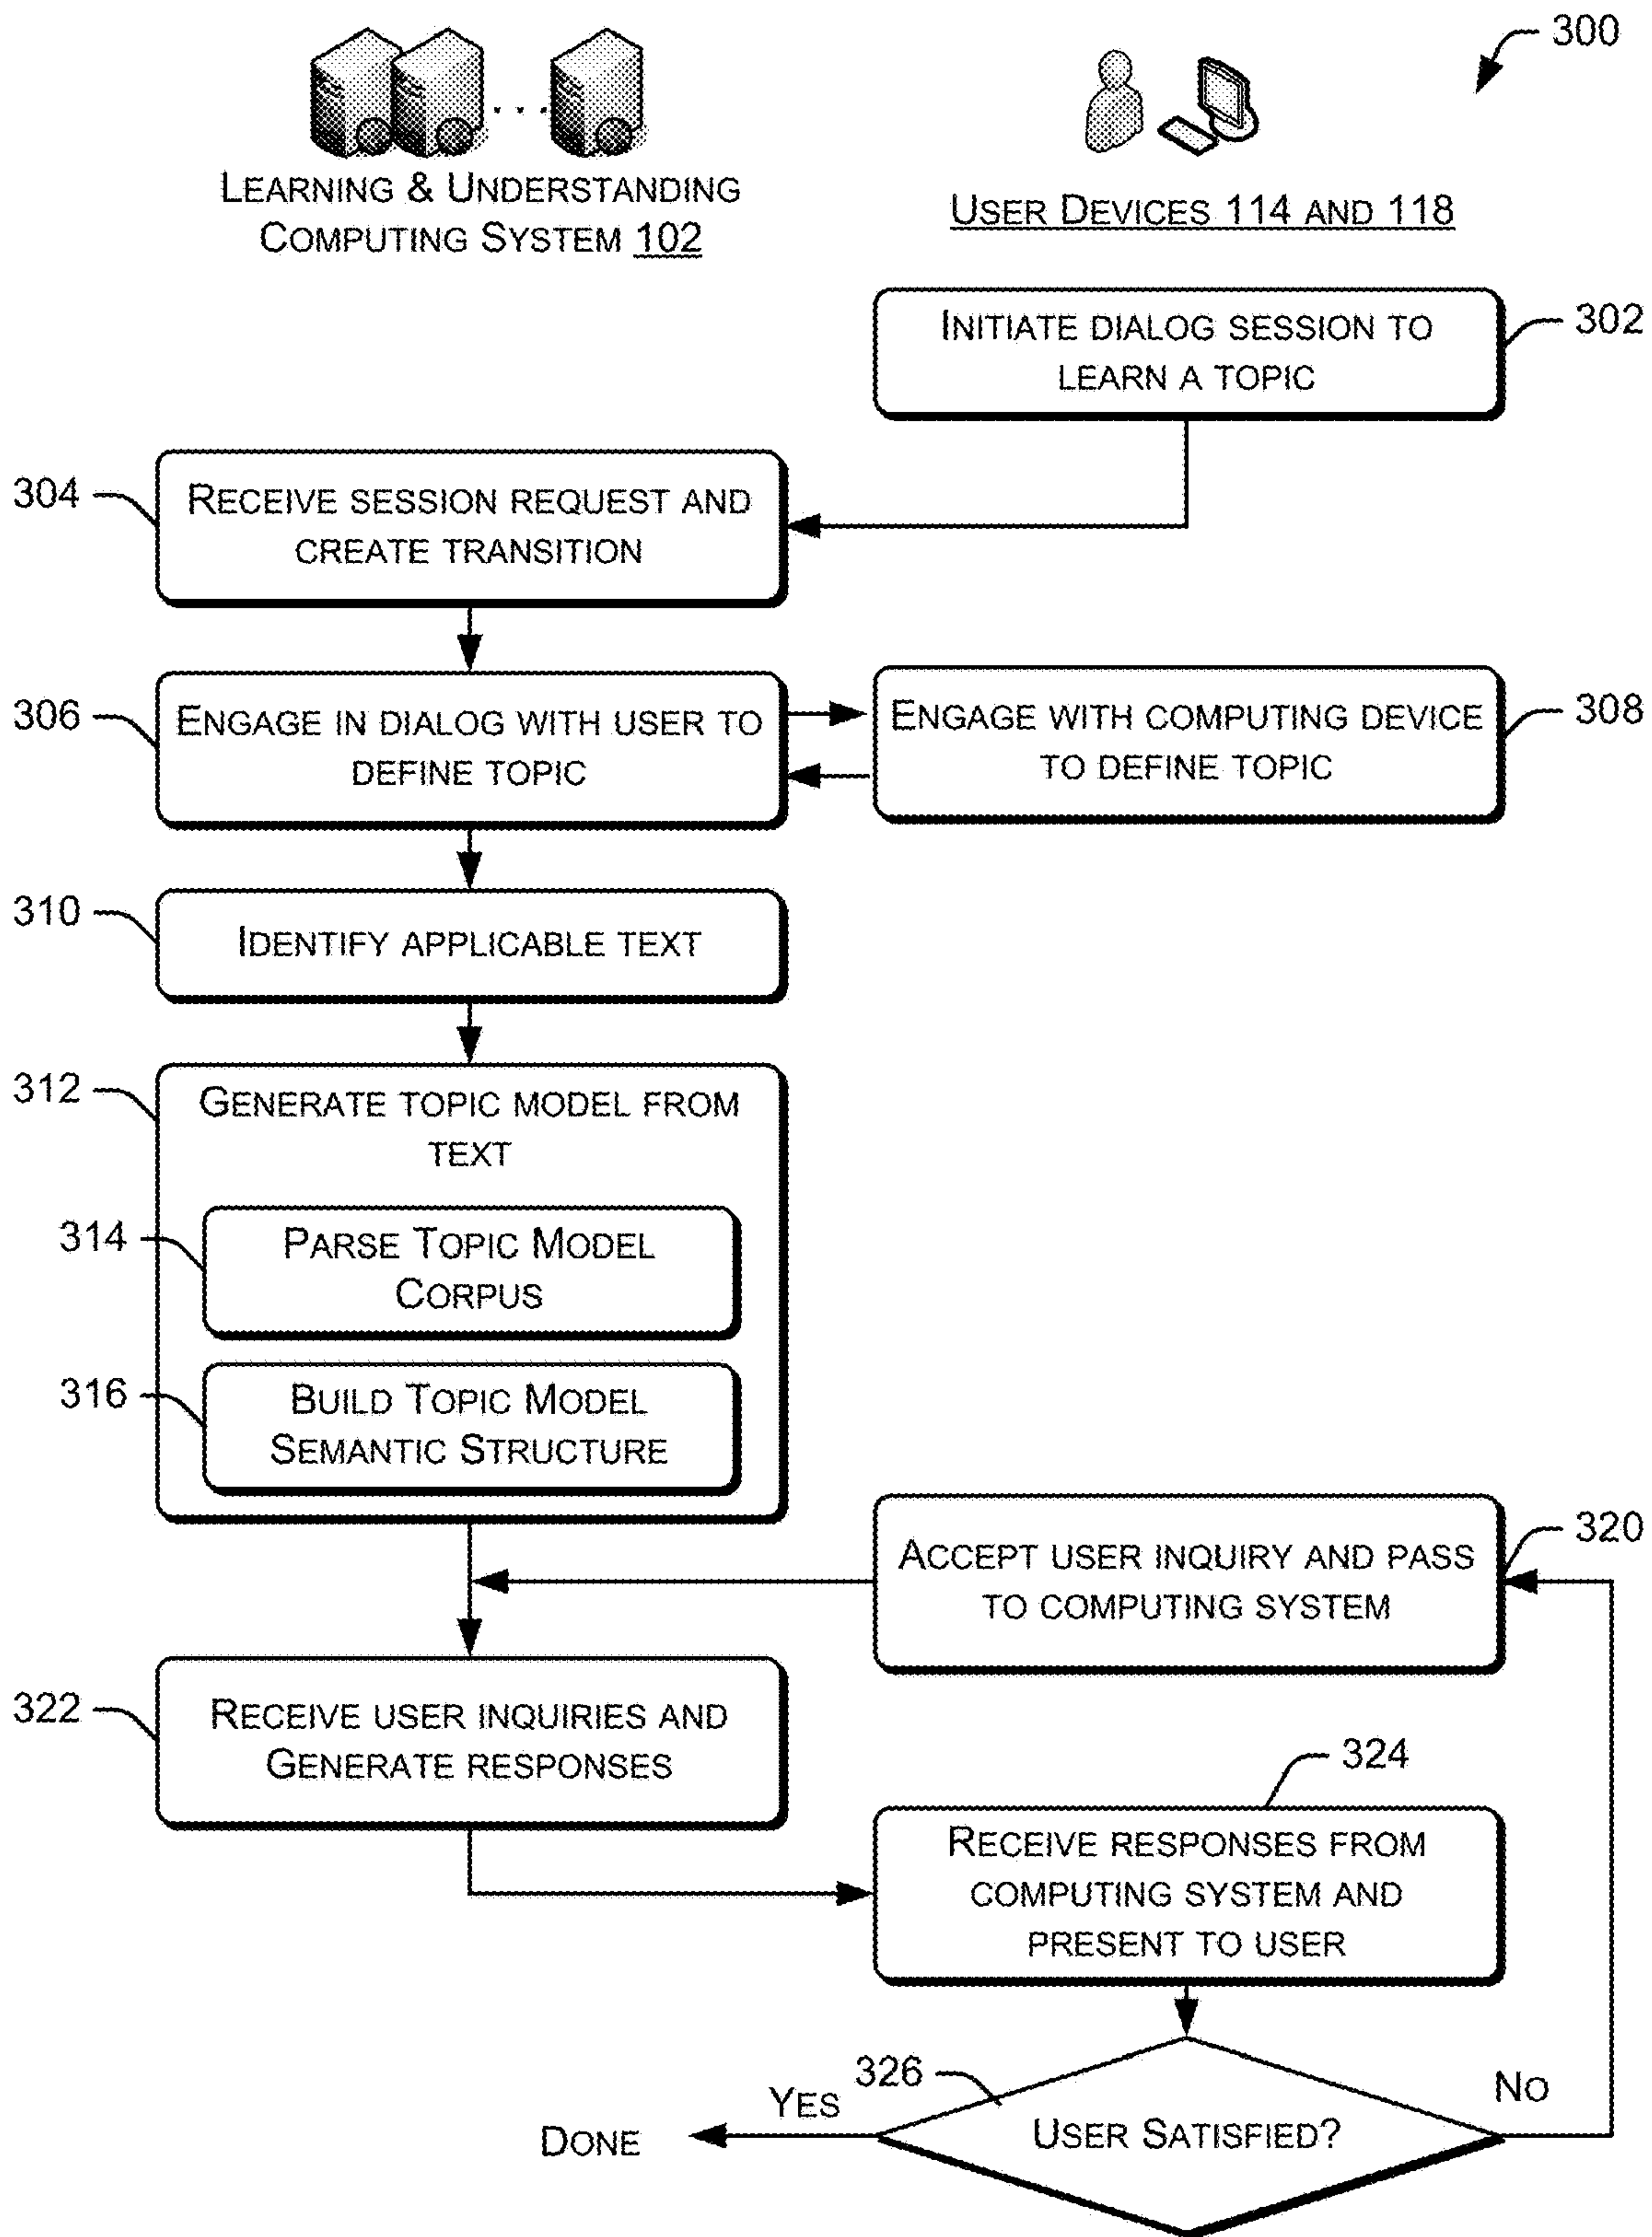 300
LEARNING & UNDERSTANDING
COMPUTING SYSTEM 102
USER DEVICES 114 AND 118
INITIATE DIALOG SESSION TO
LEARN A TOPIC
302
304
RECEIVE SESSION REQUEST AND
CREATE TRANSITION
306
ENGAGE IN DIALOG WITH USER TO
DEFINE TOPIC
ENGAGE WITH COMPUTING DEVICE
TO DEFINE TOPIC
308
310
IDENTIFY APPLICABLE TEXT
312
GENERATE TOPIC MODEL FROM
TEXT
314
PARSE TOPIC MODEL
CORPUS
316
BUILD TOPIC MODEL
SEMANTIC STRUCTURE
ACCEPT USER INQUIRY AND PASS
TO COMPUTING SYSTEM
320
322
RECEIVE USER INQUIRIES AND
GENERATE RESPONSES
324
RECEIVE RESPONSES FROM
COMPUTING SYSTEM AND
PRESENT TO USER
326
USER SATISFIED?
YES
NO
DONE